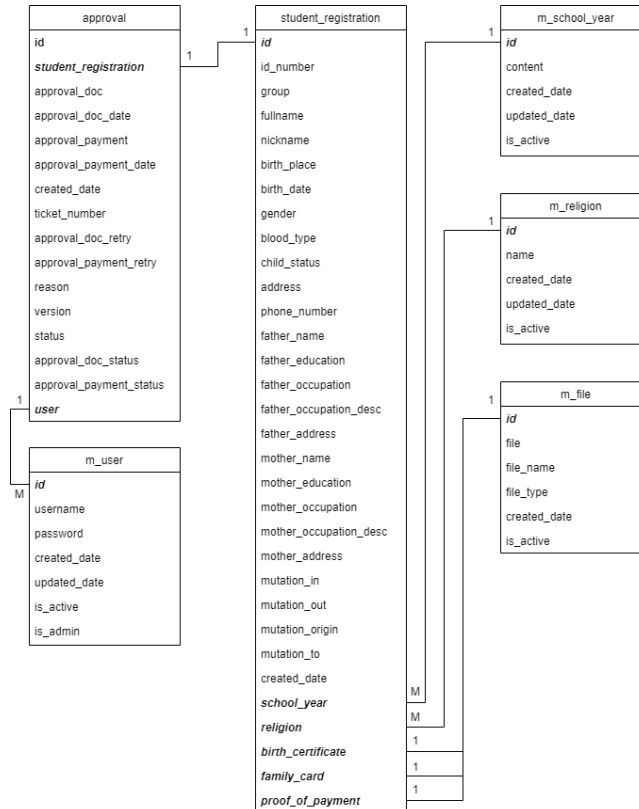 approval
id
student_registration
approval_doc
approval_doc_date
approval_payment
approval_payment_date
created_date
ticket_number
approval_doc_retry
approval_payment_retry
reason
version
status
approval_doc_status
approval_payment_status
user
1
1
M
m_user
id
username
password
created_date
updated_date
is_active
is_admin
student_registration
1
id
id_number
group
fullname
nickname
birth_place
birth_date
gender
blood_type
child_status
address
phone_number
father_name
father_education
father_occupation
father_occupation_desc
father_address
mother_name
mother_education
mother_occupation
mother_occupation_desc
mother_address
mutation_in
mutation_out
mutation_origin
mutation_to
created_date
school_year
M
religion
M
birth_certificate
1
family_card
1
proof_of_payment
1
m_school_year
1
id
content
created_date
updated_date
is_active
m_religion
1
id
name
created_date
updated_date
is_active
m_file
1
id
file
file_name
file_type
created_date
is_active